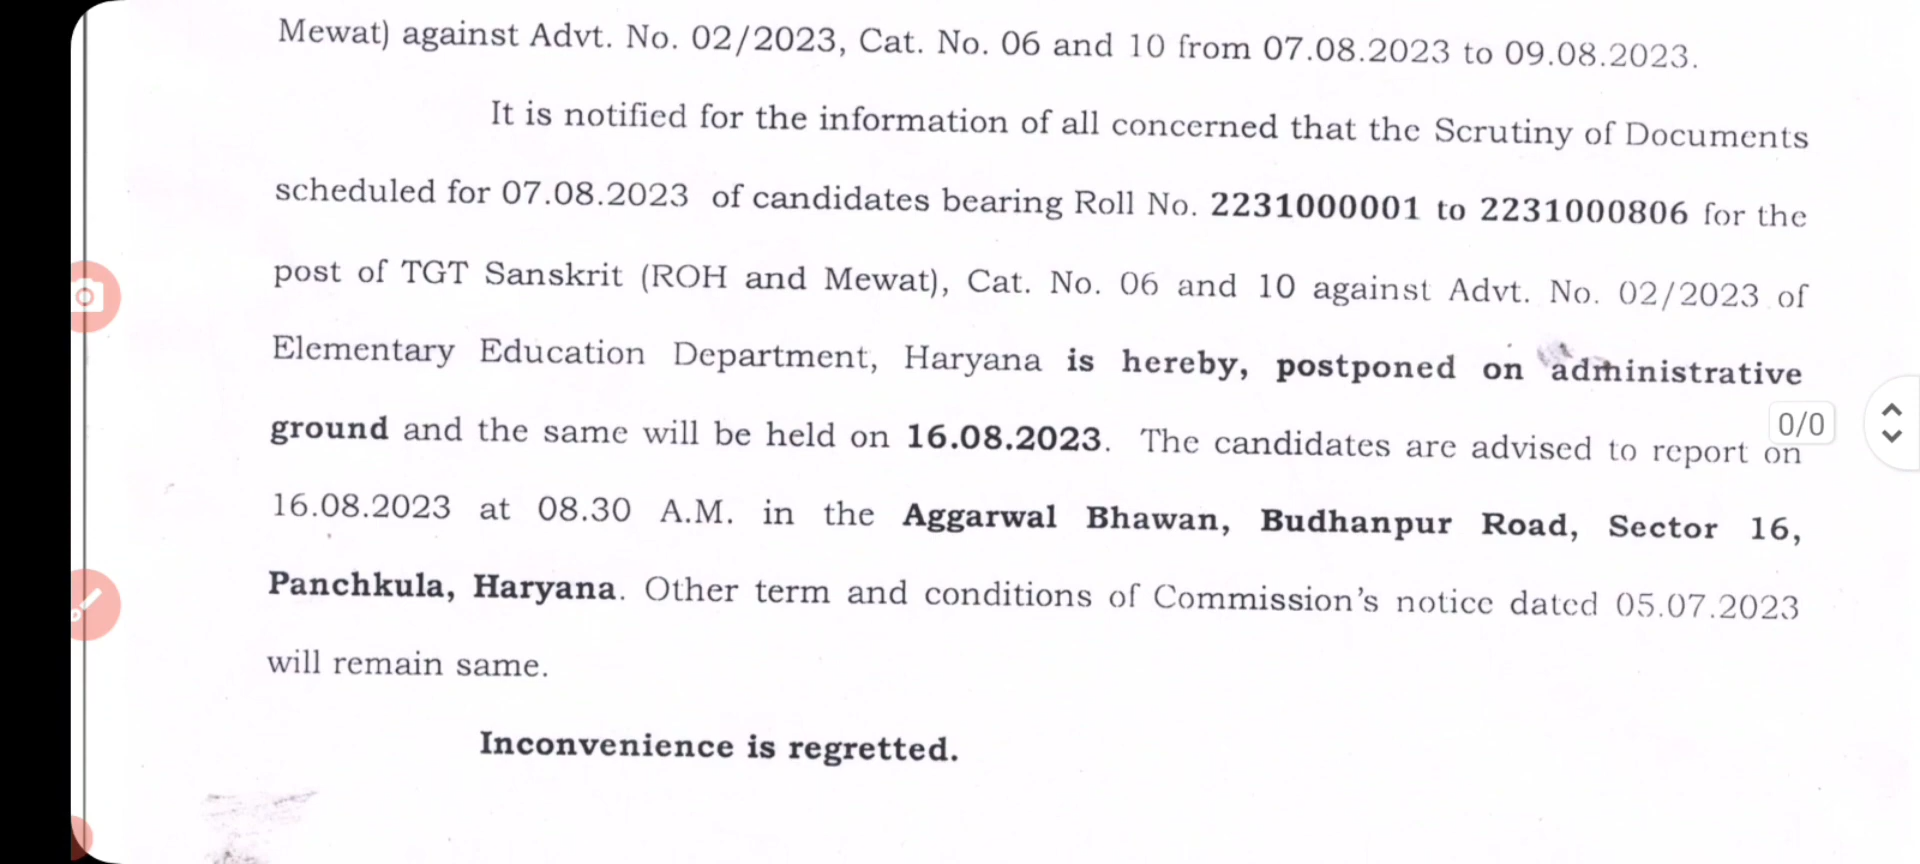 Mewat) against Advt. No. 02/2023, Cat. No. 06 and 10 from 07.08.2023 to 09.08.2023.
It is notified for the information of all concerned that the Scrutiny of Documents
scheduled for 07.08.2023 of candidates bearing Roll No. 2231000001 to 2231000806 for the
post of TGT Sanskrit (ROH and Mewat), Cat. No. 06 and 10 against Advt. No. 02/2023 of
Elementary Education Department, Haryana is hereby, postponed on administrative
ground and the same will be held on 16.08.2023. The candidates are advised to report on
0/0
16.08.2023 at 08.30 A.M. in the Aggarwal Bhawan, Budhanpur Road, Sector 16,
Panchkula, Haryana. Other term and conditions of Commission's notice dated 05.07.2023
will remain same.
Inconvenience is regretted.